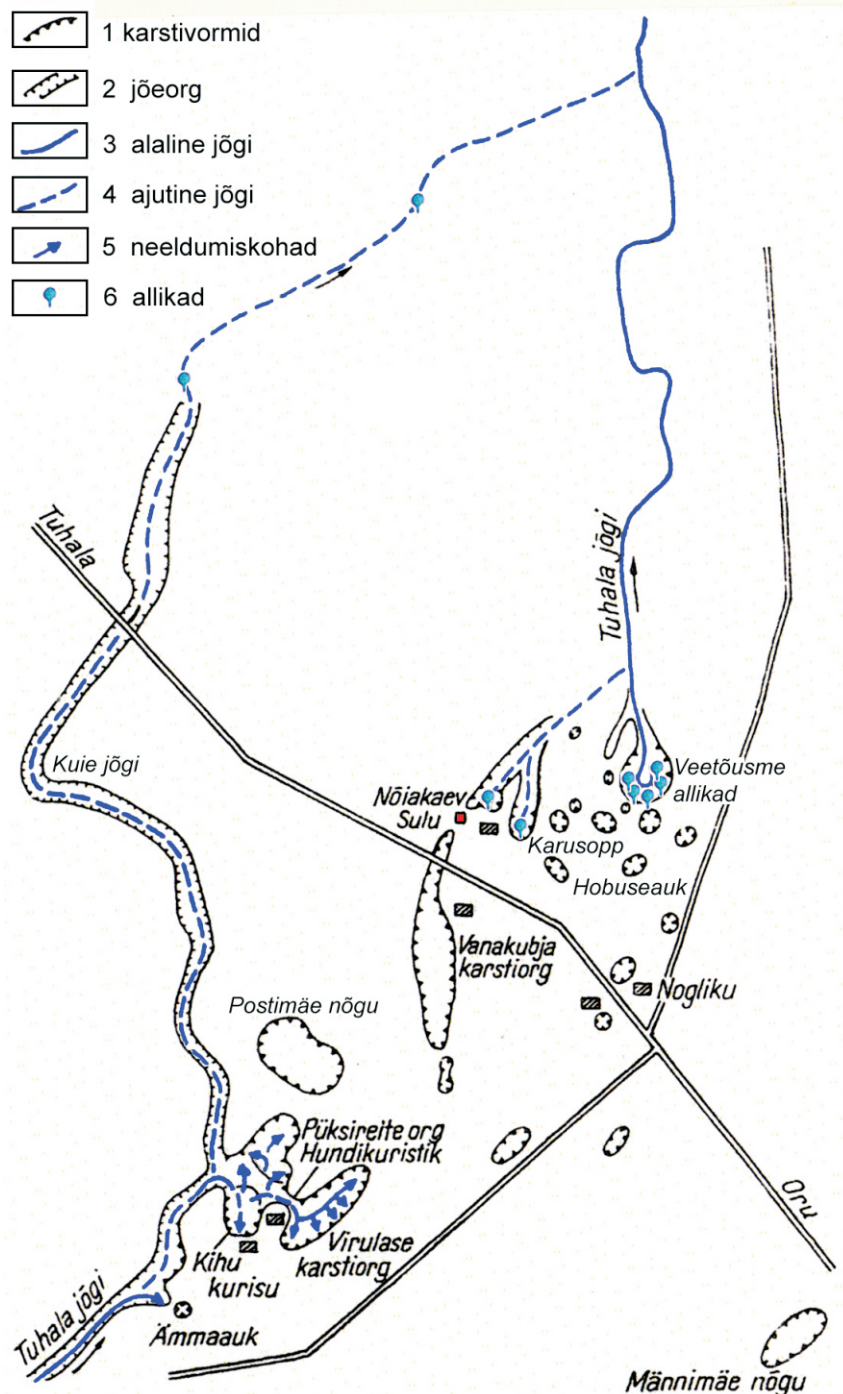 1 karstivormid
2 jõeorg
3 alaline jõgi
4 ajutine jõgi
5 neeldumiskohad
6 allikad
Tuhala
Tuhala jõgi
Kuie jõgi
Veetõusme
allikad
Nõiakaev
Sulu
Karusopp
Hobuseauk
Vanakubja
karstiorg
Nogliku
Postimäe nõgu
Püksireite org
Hundikuristik
Oru
Virulase
karstiorg
Kihu
kurisu
Tuhala jõgi
Ämmaauk
Männimäe nõgu